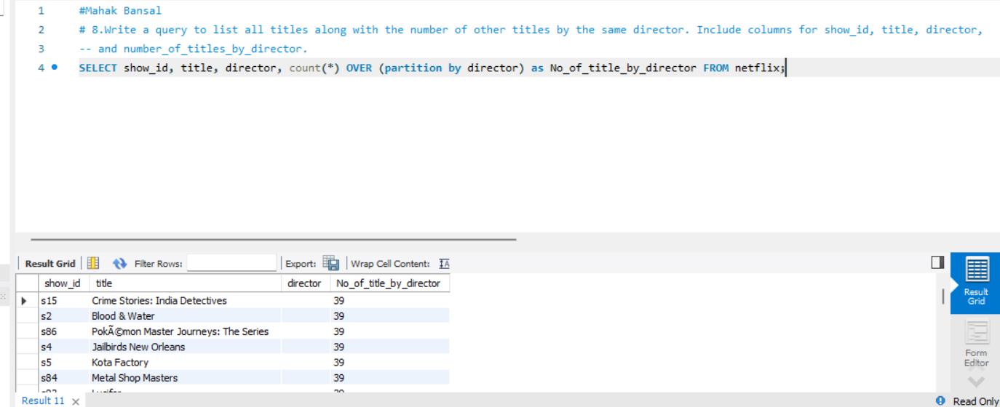 1 #Mahak Bansal
2 # 8.Write a query to list all titles along with the number of other titles by the same director. Include columns for show_id, title, director,
3 -- and number_of_titles_by_director.
4 SELECT show_id, title, director, count(*) OVER (partition by director) as No_of_title_by_director FROM netflix;
Result Grid Filter Rows: Export: Wrap Cell Content:
show_id title director No_of_title_by_director
s15 Crime Stories: India Detectives 39
s2 Blood & Water 39
s86 PokÃ©mon Master Journeys: The Series 39
s4 Jailbirds New Orleans 39
s5 Kota Factory 39
s84 Metal Shop Masters 39
Result
Grid
Form
Editor
Result 11 Read Only